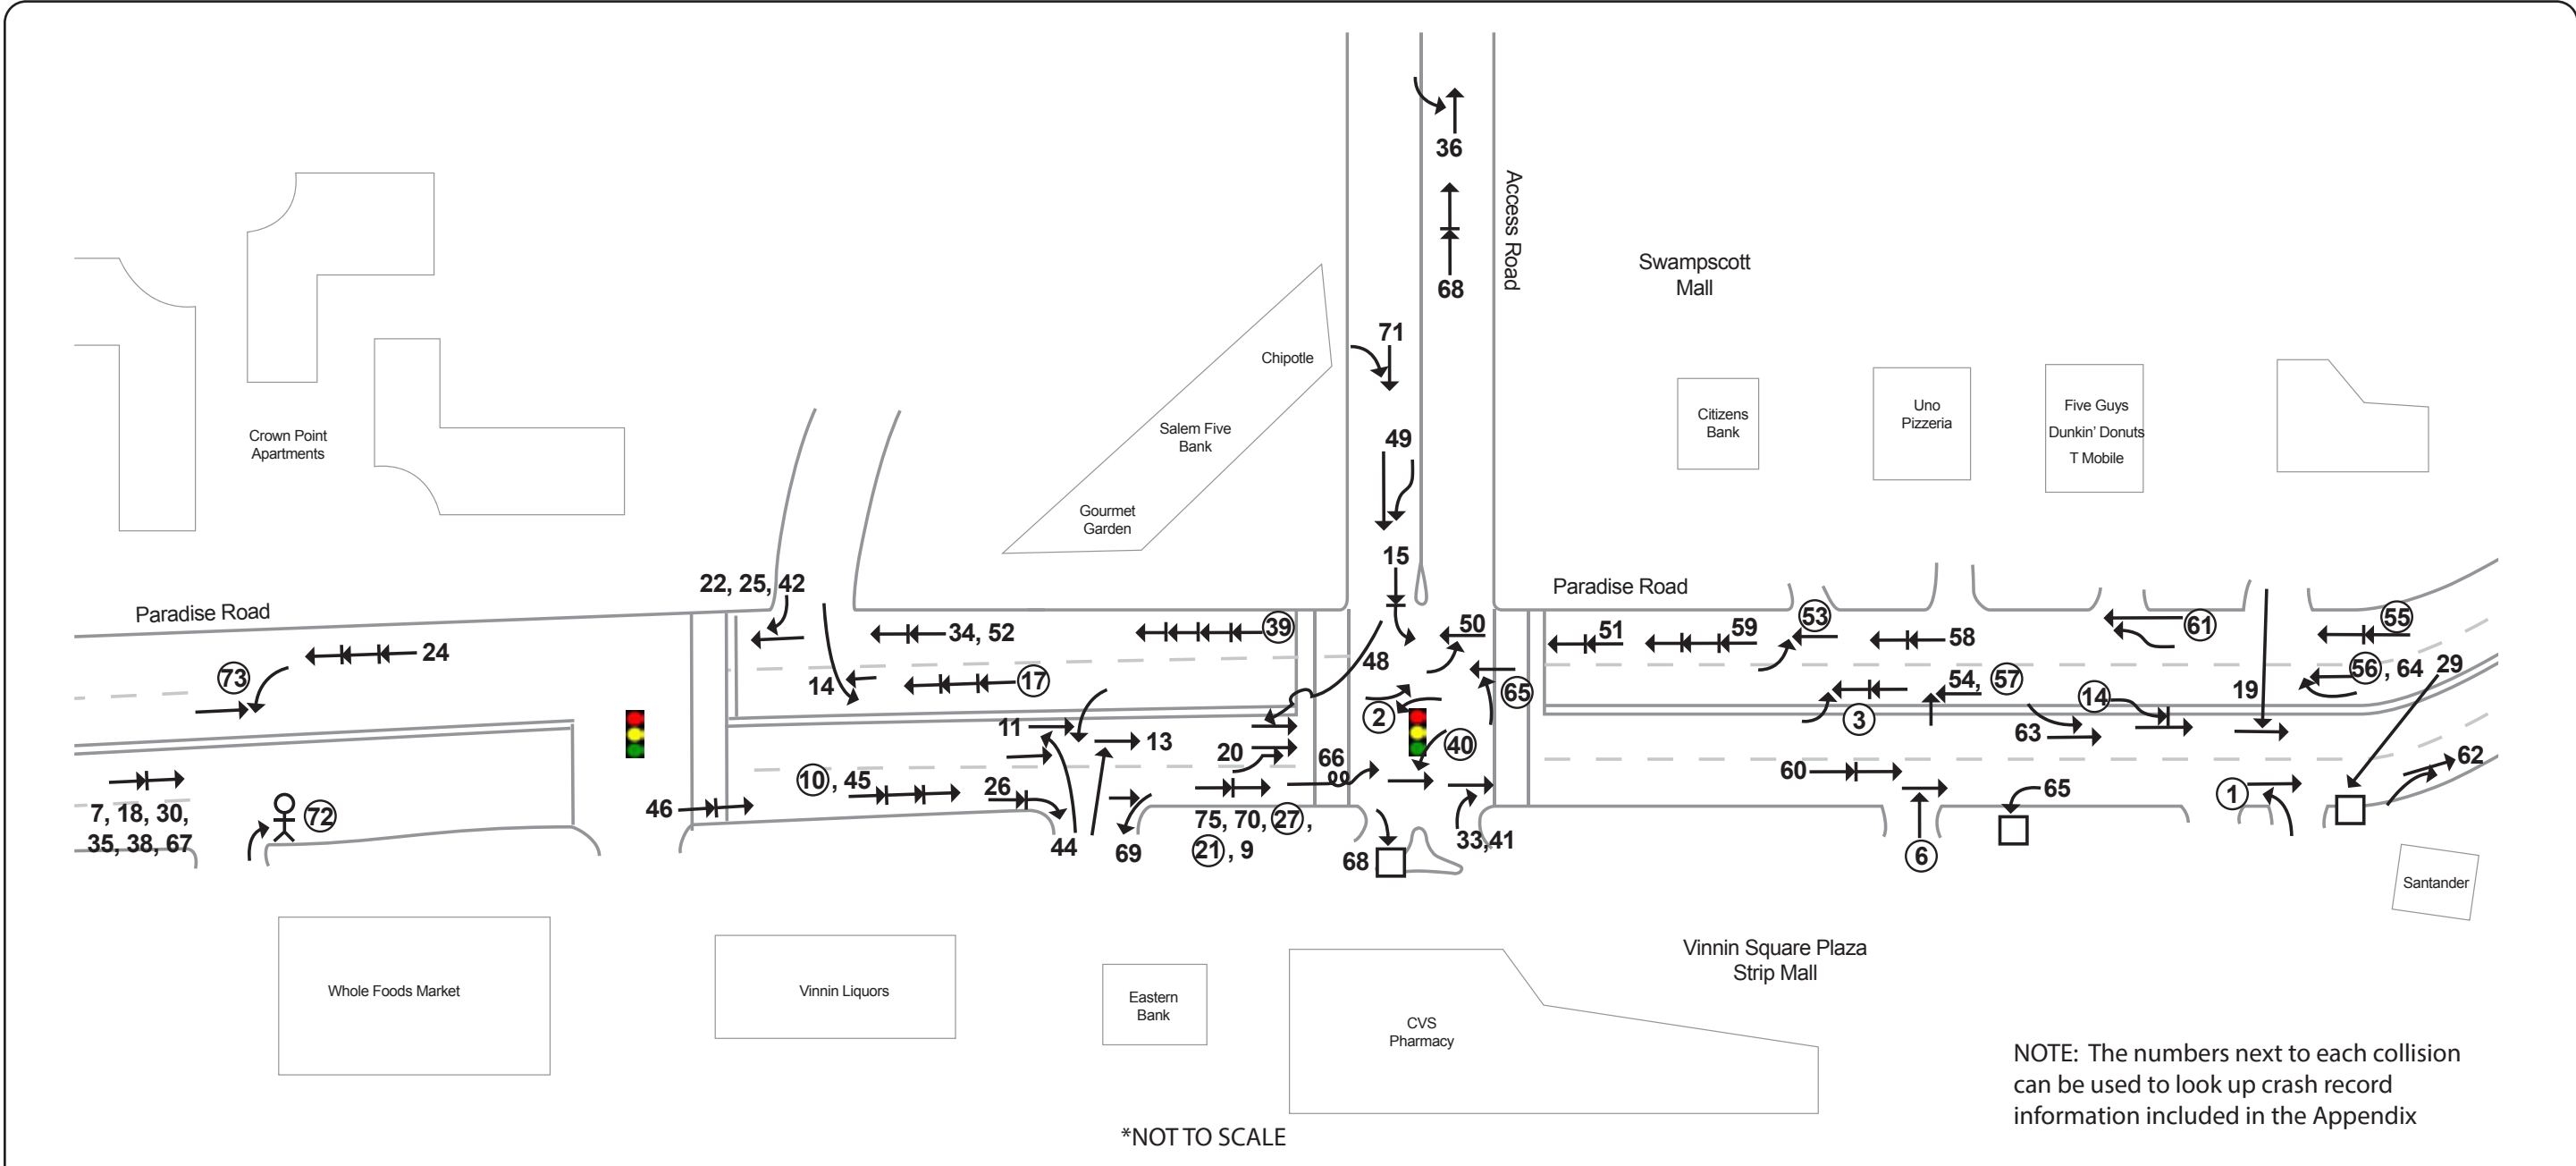 36
Access Road
68
Swampscott
Mall
71
Chipotle
Salem Five
Bank
Gourmet
Garden
49
15
Citizens
Bank
Uno
Pizzeria
Five Guys
Dunkin' Donuts
T Mobile
Crown Point
Apartments
Paradise Road
22, 25, 42
Paradise Road
24
73
34, 52
39
14
17
48
50
51
59
53
58
61
55
56, 64
29
11
13
20
66
2
65
40
3
54, 57
14
63
19
62
7, 18, 30,
35, 38, 67
72
46
10, 45
26
44
69
75, 70, 27,
21, 9
68
33,41
60
6
65
1
Santander
Whole Foods Market
Vinnin Liquors
Eastern
Bank
CVS
Pharmacy
Vinnin Square Plaza
Strip Mall
NOTE: The numbers next to each collision
can be used to look up crash record
information included in the Appendix
*NOT TO SCALE